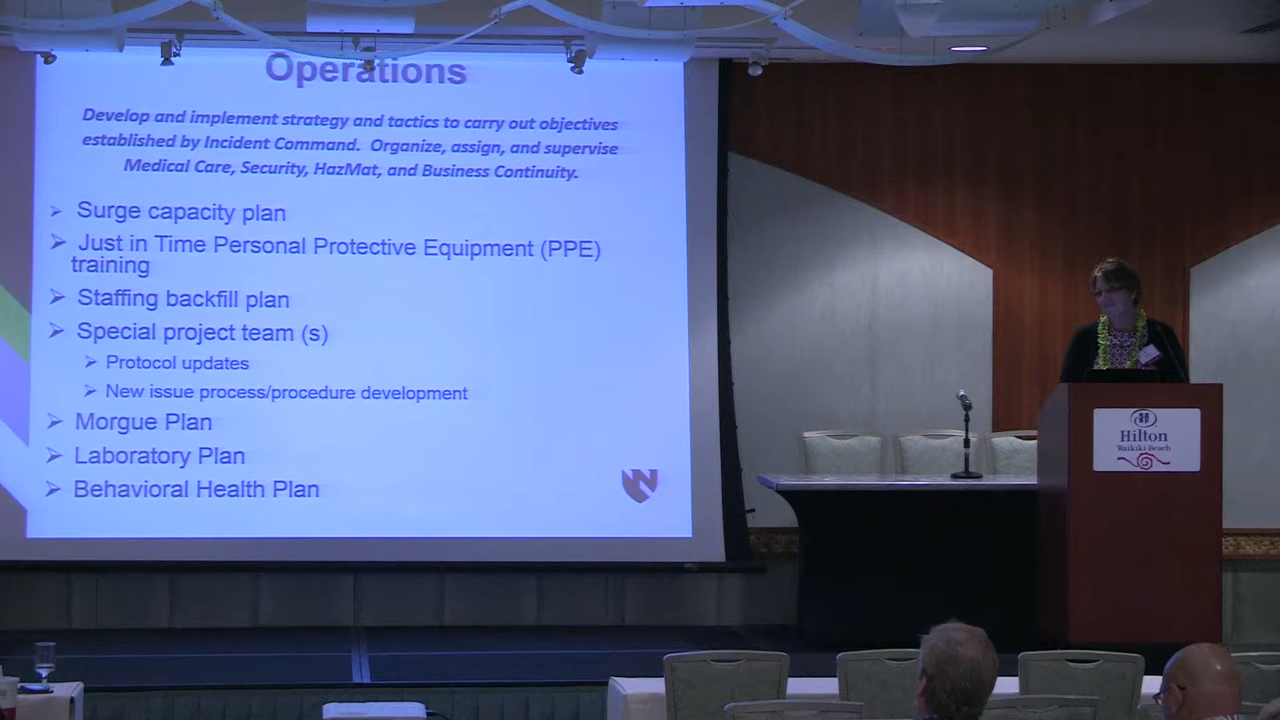 Operations
Develop and implement strategy and tactics to carry out objectives
established by Incident Command. Organize, assign, and supervise
Medical Care, Security, HazMat, and Business Continuity.
Surge capacity plan
Just in Time Personal Protective Equipment (PPE)
training
Staffing backfill plan
Special project team (s)
Protocol updates
New issue process/procedure development
Morgue Plan
Laboratory Plan
Behavioral Health Plan
N
H
Hilton
Waikiki Beach